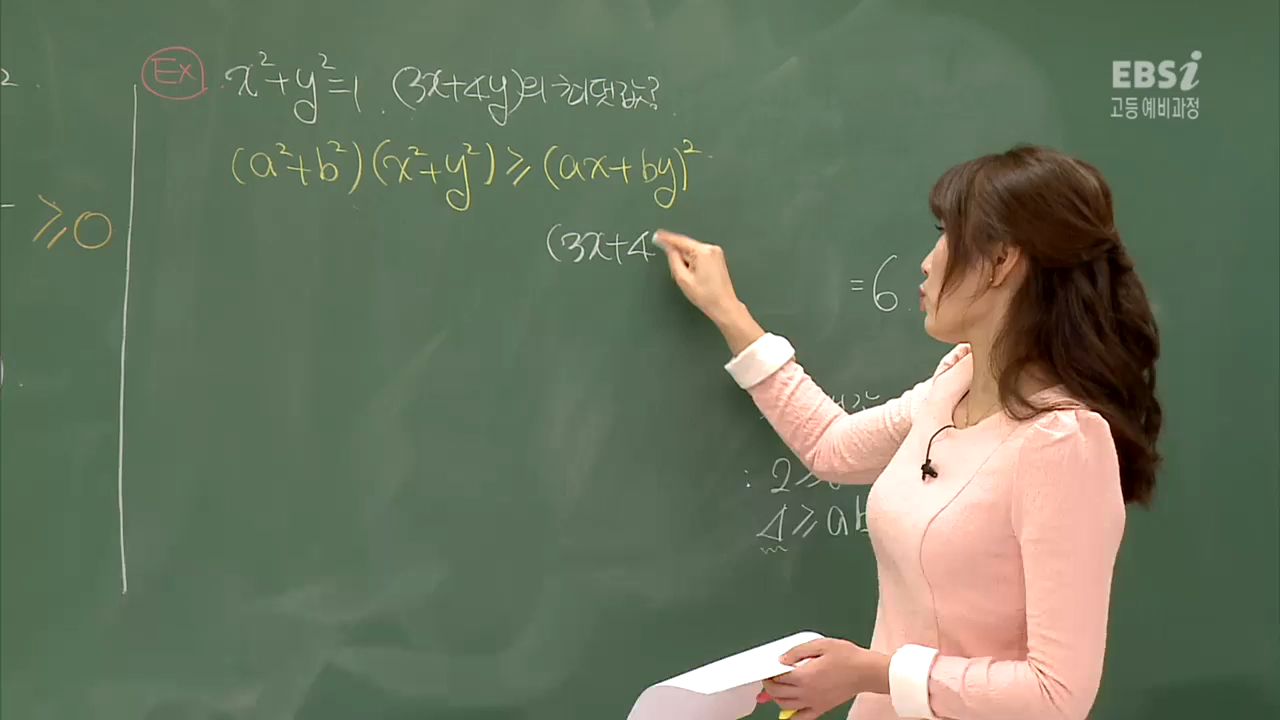 2
≥0
Ex x²+y²=1 (3x+4y)의 최댓값?
(a²+b²)(x²+y²)≥(ax+by)²
(3x+4
=6
2≥
4≥ab
EBSi
고등 예비과정